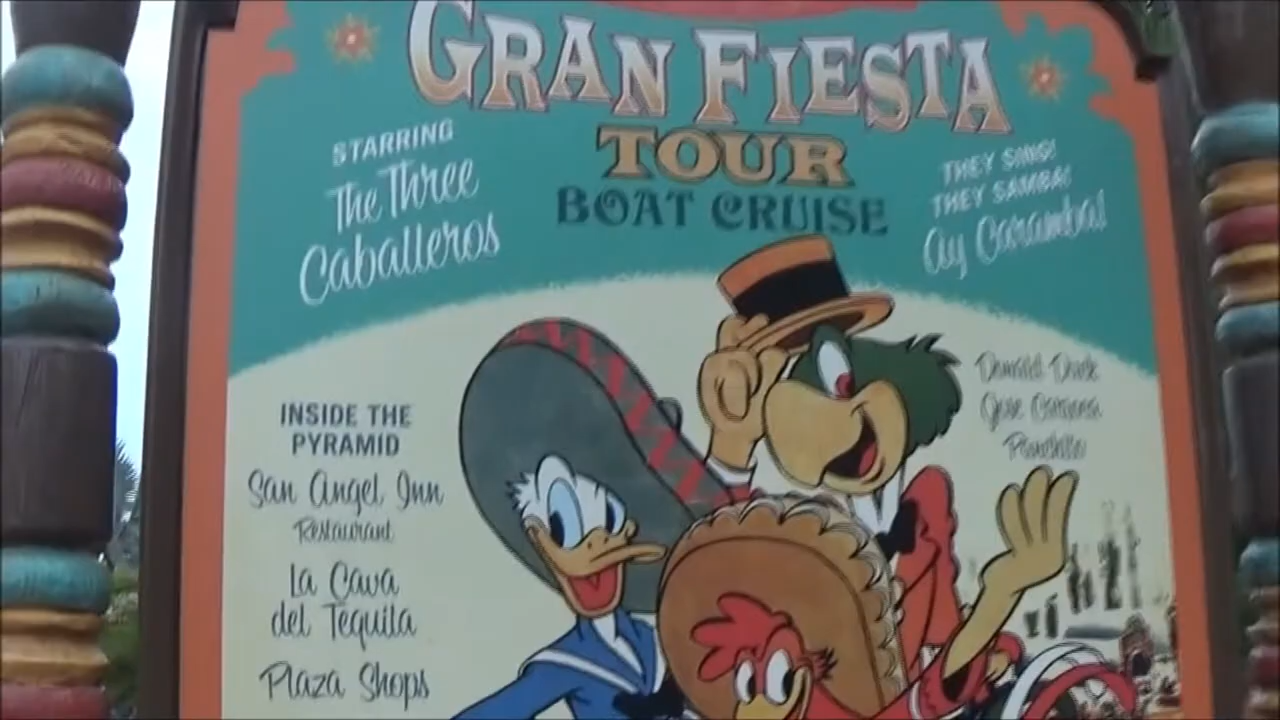 GRAN FIESTA
TOUR
BOAT CRUISE
STARRING
The Three
Caballeros
THEY SING!
THEY SAMBA!
Ay Caramba!
INSIDE THE
PYRAMID
San Angel Inn
Restaurant
La Cava
del Tequila
Plaza Shops
Donald Duck
Jose Carioca
Panchito